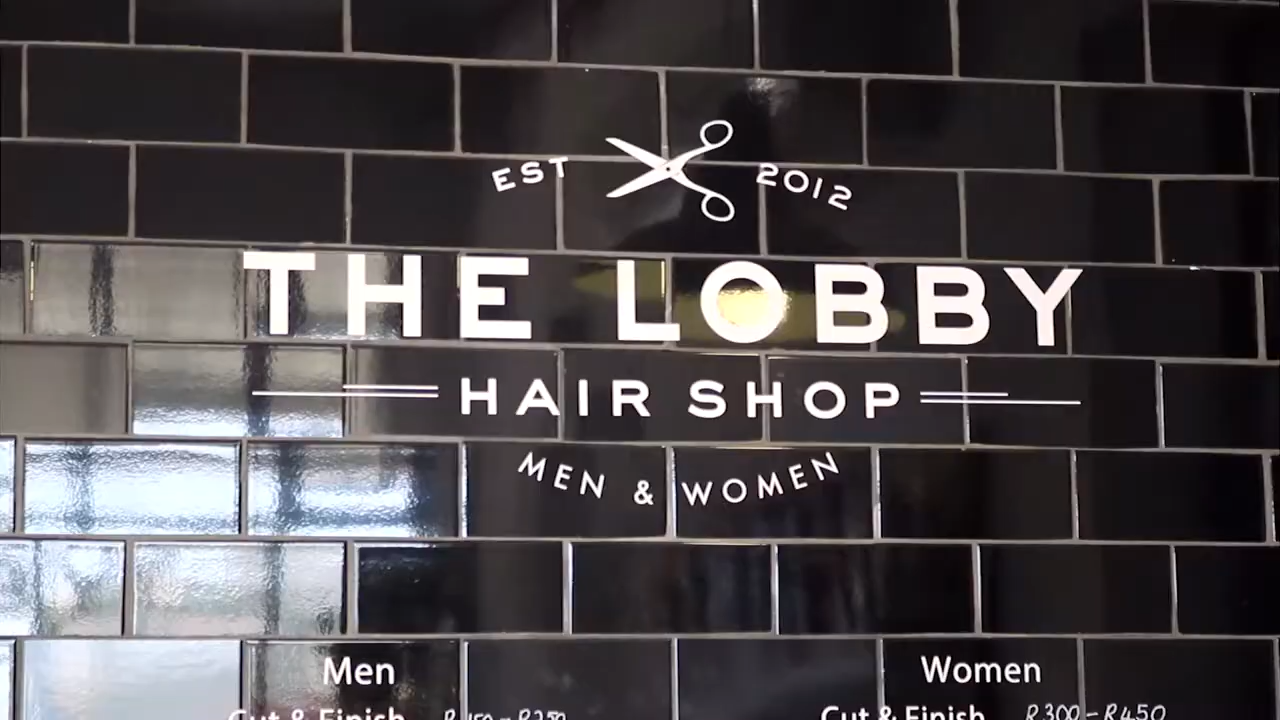 EST 2012
THE LOBBY
HAIR SHOP
MEN & WOMEN
Men Women
Cut & Finish Cut & Finish R300 - R450